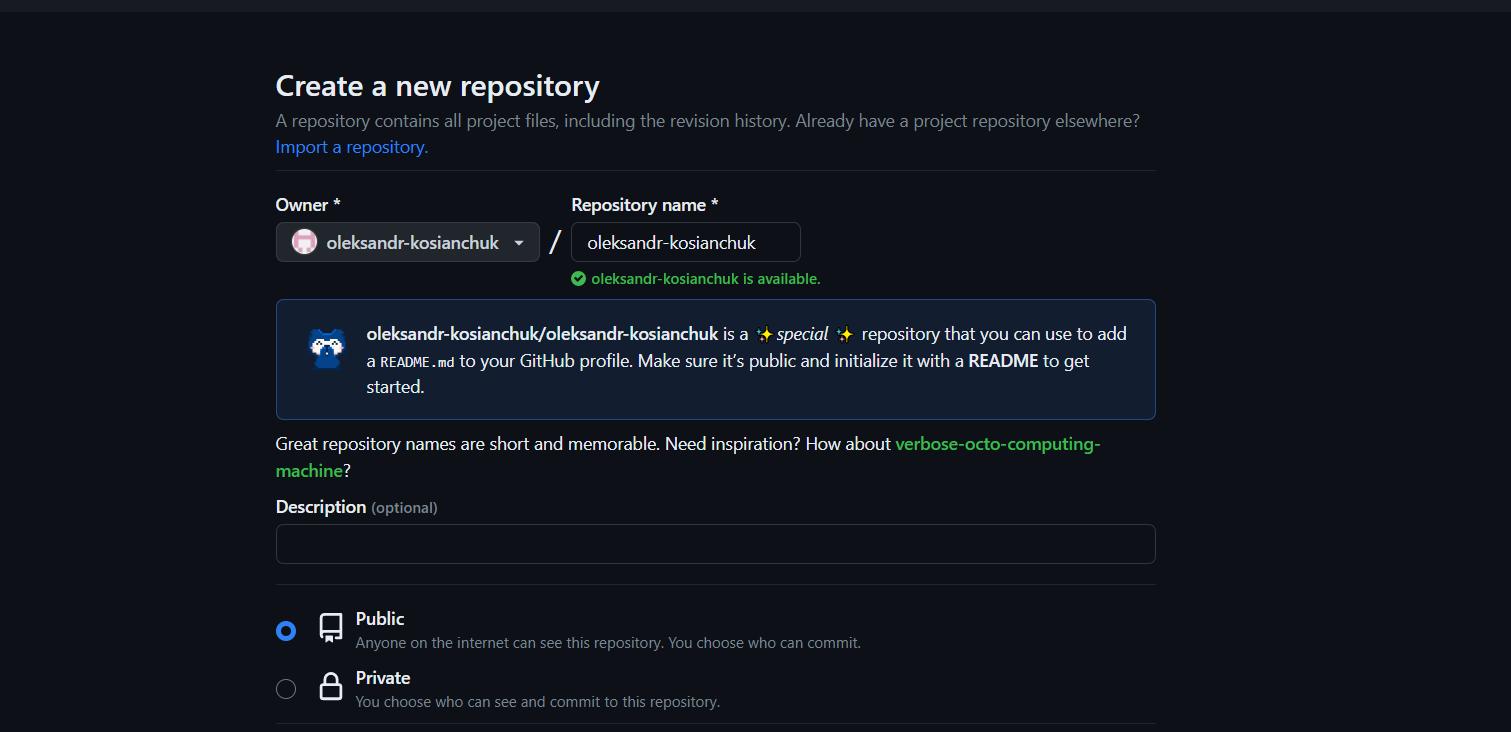 Create a new repository
A repository contains all project files, including the revision history. Already have a project repository elsewhere?
Import a repository.
Owner *
Repository name *
oleksandr-kosianchuk
/
oleksandr-kosianchuk
oleksandr-kosianchuk is available.
oleksandr-kosianchuk/oleksandr-kosianchuk is a ✨special ✨ repository that you can use to add
a README.md to your GitHub profile. Make sure it’s public and initialize it with a README to get
started.
Great repository names are short and memorable. Need inspiration? How about verbose-octo-computing-
machine?
Description (optional)
Public
Anyone on the internet can see this repository. You choose who can commit.
Private
You choose who can see and commit to this repository.